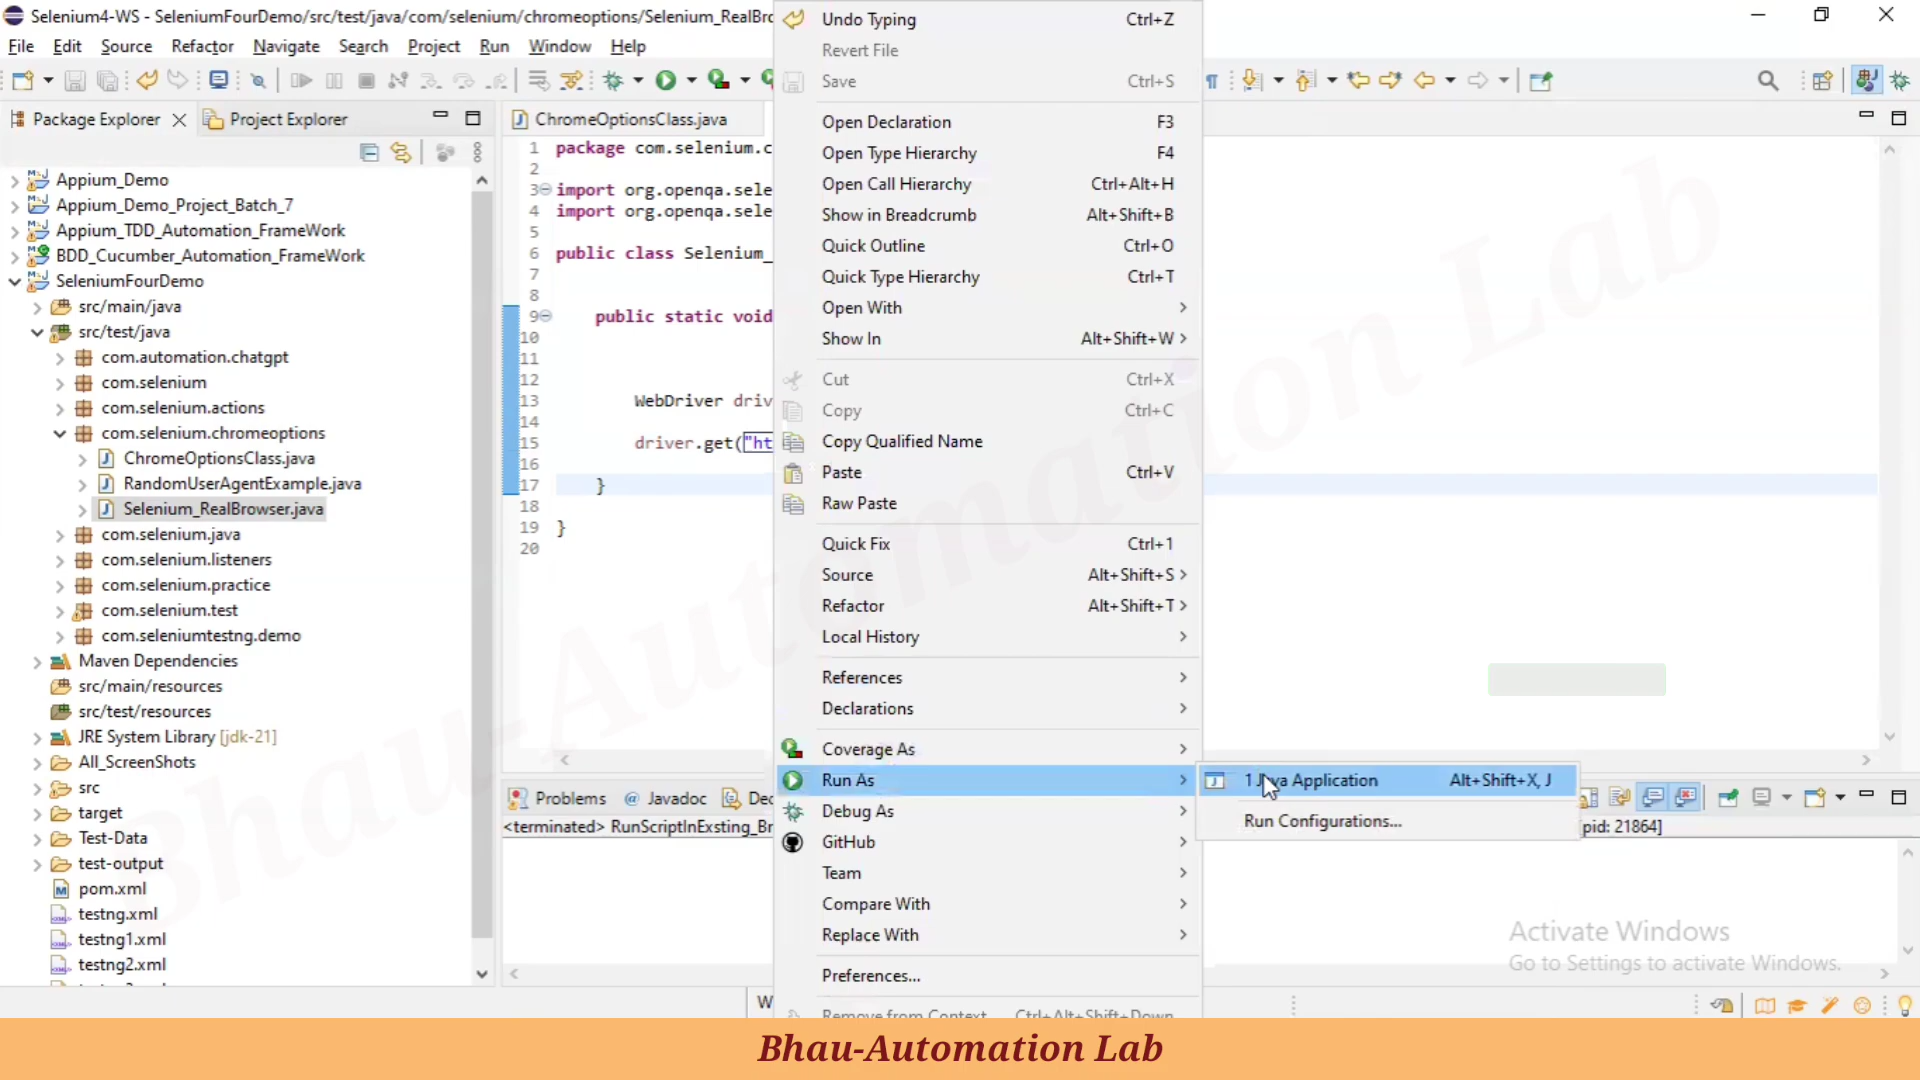 Selenium4-WS - SeleniumFourDemo/src/test/java/com/selenium/chromeoptions/Selenium_RealBro
File Edit Source Refactor Navigate Search Project Run Window Help
Package Explorer
Project Explorer
Appium_Demo
Appium_Demo_Project_Batch_7
Appium_TDD_Automation_FrameWork
BDD_Cucumber_Automation_FrameWork
SeleniumFourDemo
src/main/java
src/test/java
com.automation.chatgpt
com.selenium
com.selenium.actions
com.selenium.chromeoptions
ChromeOptionsClass.java
RandomUserAgentExample.java
Selenium_RealBrowser.java
com.selenium.java
com.selenium.listeners
com.selenium.practice
com.selenium.test
com.seleniumtestng.demo
Maven Dependencies
src/main/resources
src/test/resources
JRE System Library [jdk-21]
All_ScreenShots
src
target
Test-Data
test-output
pom.xml
testng.xml
testng1.xml
testng2.xml
ChromeOptionsClass.java
1 package com.selenium.c
2
3 import org.openqa.sele
4 import org.openqa.sele
5
6 public class Selenium_
7
8
9 public static void
10
11
12
13 WebDriver driv
14
15 driver.get("ht
16
17 }
18
19 }
20
Undo Typing Ctrl+Z
Revert File
Save Ctrl+S
Open Declaration F3
Open Type Hierarchy F4
Open Call Hierarchy Ctrl+Alt+H
Show in Breadcrumb Alt+Shift+B
Quick Outline Ctrl+O
Quick Type Hierarchy Ctrl+T
Open With
Show In Alt+Shift+W
Cut Ctrl+X
Copy Ctrl+C
Copy Qualified Name
Paste Ctrl+V
Raw Paste
Quick Fix Ctrl+1
Source Alt+Shift+S
Refactor Alt+Shift+T
Local History
References
Declarations
Coverage As
Run As
Debug As
GitHub
Team
Compare With
Replace With
Preferences...
Remove from Context Ctrl+Alt+Shift+Down
1 Java Application Alt+Shift+X, J
Run Configurations...
Problems Javadoc Dec
<terminated> RunScriptInExsting_Br
[pid: 21864]
W
Activate Windows
Go to Settings to activate Windows.
Bhau-Automation Lab
Bhau-Automation Lab